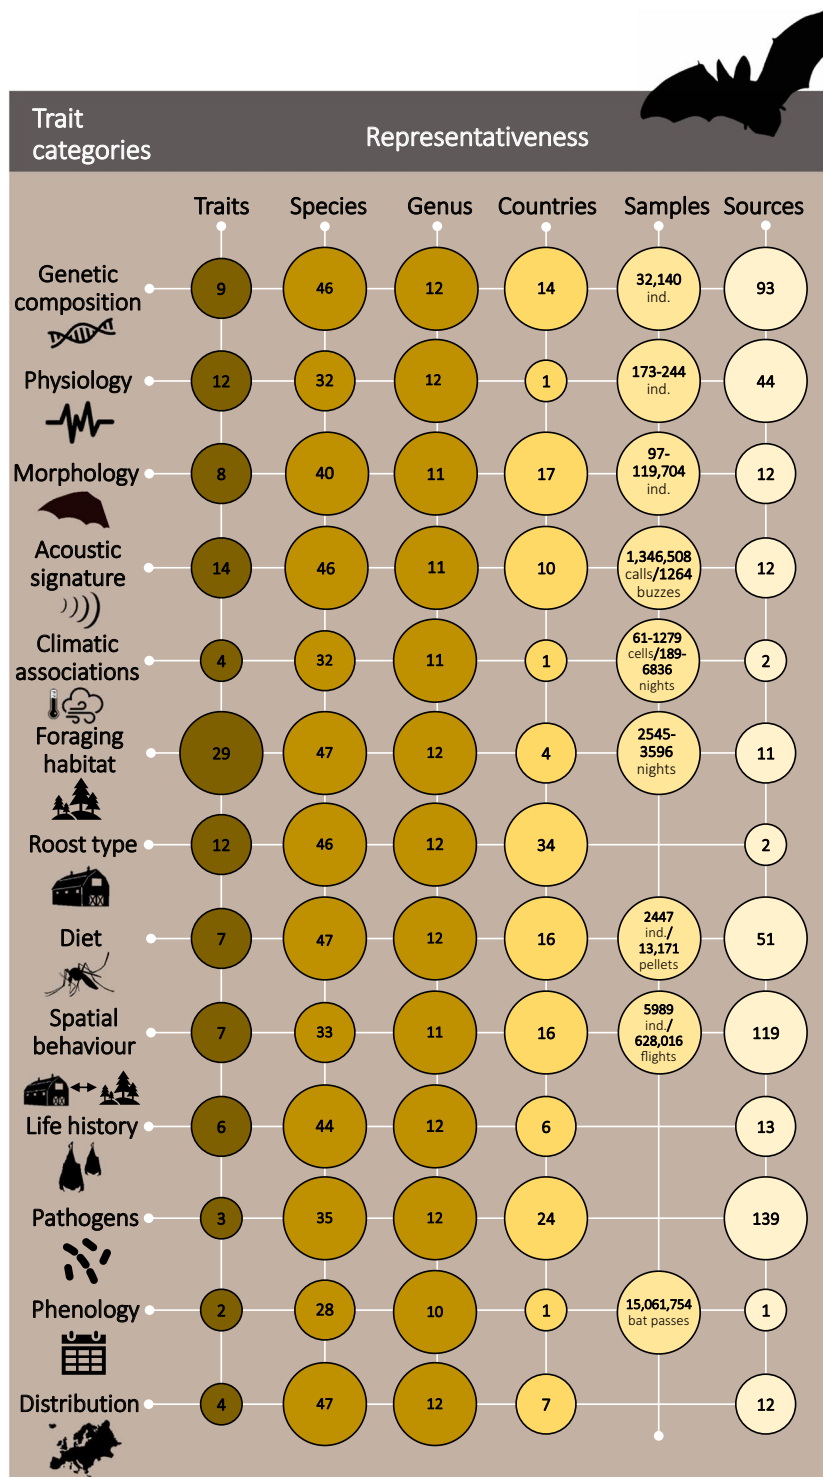 Trait
categories
Representativeness
Traits Species Genus Countries Samples Sources
Genetic
composition
9 46 12 14 32,140
ind.
93
Physiology
12 32 12 1 173-244
ind.
44
Morphology
8 40 11 17 97-
119,704
ind.
12
Acoustic
signature
14 46 11 10 1,346,508
calls/1264
buzzes
12
Climatic
associations
4 32 11 1 61-1279
cells/189-
6836
nights
2
Foraging
habitat
29 47 12 4 2545-
3596
nights
11
Roost type
12 46 12 34 2
Diet
7 47 12 16 2447
ind./
13,171
pellets
51
Spatial
behaviour
7 33 11 16 5989
ind./
628,016
flights
119
Life history
6 44 12 6 13
Pathogens
3 35 12 24 139
Phenology
2 28 10 1 15,061,754
bat passes
1
Distribution
4 47 12 7 12